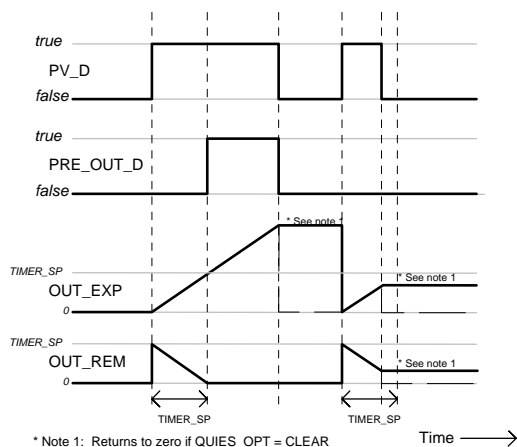 true
PV_D
false
true
PRE_OUT_D
false
* See note 1
TIMER_SP
* See note 1
OUT_EXP
0
TIMER_SP
OUT_REM
* See note 1
0
TIMER_SP
TIMER_SP
* Note 1: Returns to zero if QUIES_OPT = CLEAR
Time